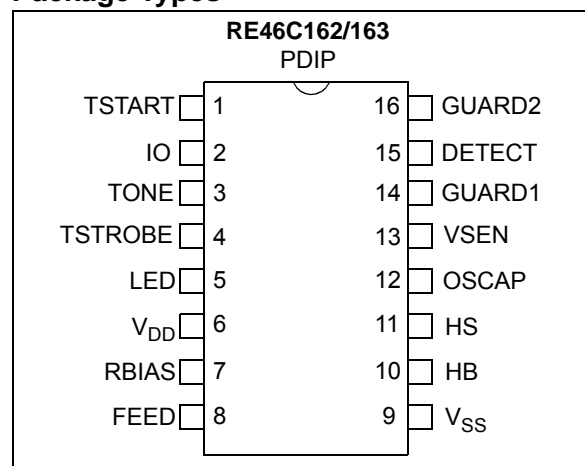 Package Types
RE46C162/163
PDIP
TSTART 1 16 GUARD2
IO 2 15 DETECT
TONE 3 14 GUARD1
TSTROBE 4 13 VSEN
LED 5 12 OSCAP
VDD 6 11 HS
RBIAS 7 10 HB
FEED 8 9 VSS